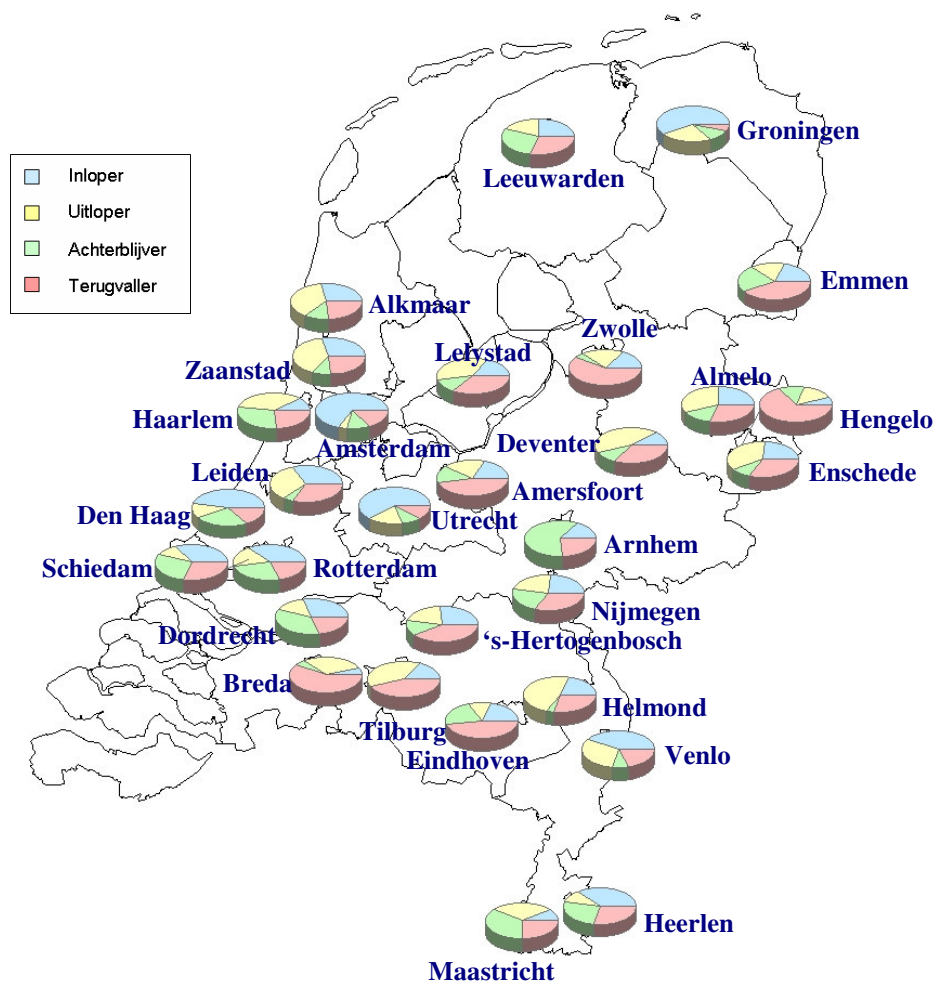 Inloper
Uitloper
Achterblijver
Terugvaller
Groningen
Leeuwarden
Emmen
Alkmaar
Zwolle
Lelystad
Zaanstad
Almelo
Haarlem
Hengelo
Amsterdam
Deventer
Leiden
Enschede
Amersfoort
Den Haag
Utrecht
Arnhem
Schiedam
Rotterdam
Nijmegen
Dordrecht
‘s-Hertogenbosch
Breda
Helmond
Tilburg
Eindhoven
Venlo
Heerlen
Maastricht